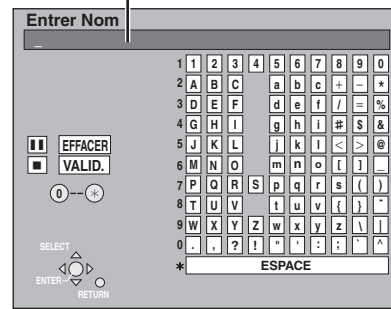 Entrer Nom
_
1 1 2 3 4 5 6 7 8 9 0
2 A B C a b c + − *
3 D E F d e f / = %
4 G H I g h i # $ &
5 J K L j k l < > @
6 M N O m n o [ ] _
7 P Q R S p q r s ( )
8 T U V t u v { } ¯
9 W X Y Z w x y z \ |
0 . , ? ! " ' : ; ` ^
* ESPACE
EFFACER
VALID.
0 -- *
SELECT
ENTER
RETURN